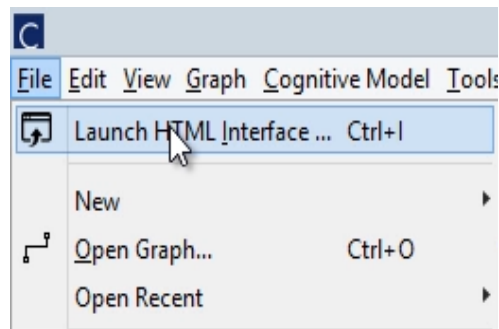 C
File Edit View Graph Cognitive Model Tools
Launch HTML Interface ... Ctrl+I
New
Open Graph... Ctrl+O
Open Recent